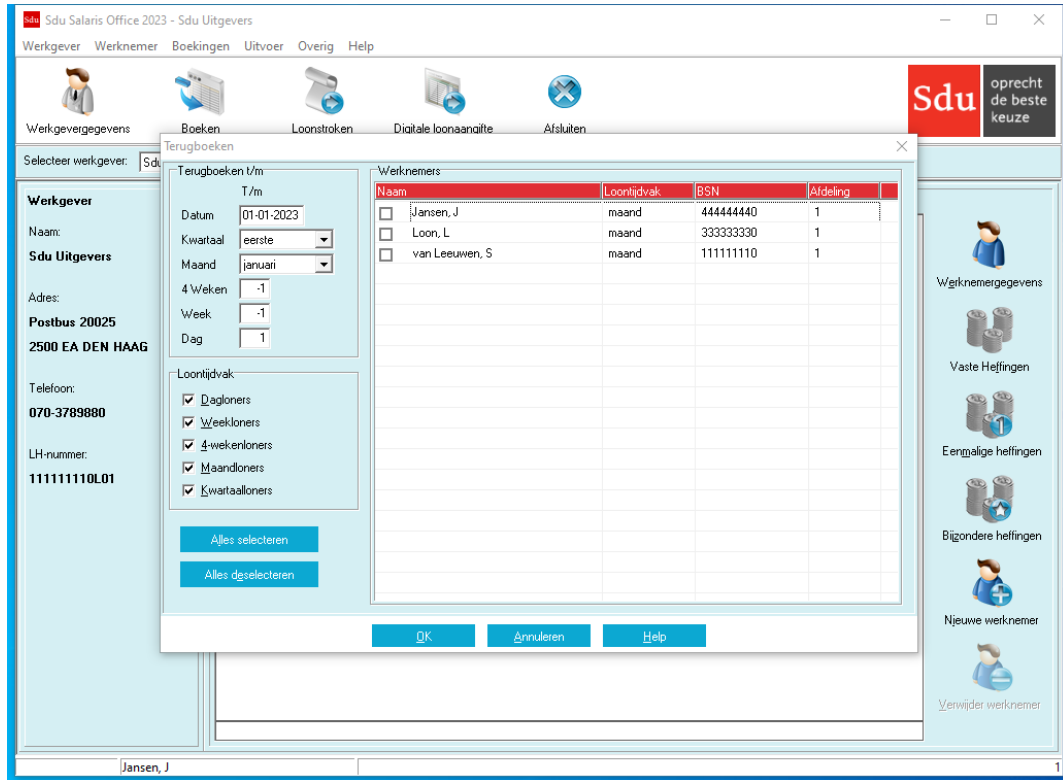 Sdu Sdu Salaris Office 2023 - Sdu Uitgevers
Werkgever Werknemer Boekingen Uitvoer Overig Help
Werkgevergegevens Boeken Loonstroken Digitale loonaangifte Afsluiten
Sdu oprecht
de beste
keuze
Selecteer werkgever: Sdu
Werkgever
Naam:
Sdu Uitgevers
Adres:
Postbus 20025
2500 EA DEN HAAG
Telefoon:
070-3789880
LH-nummer:
111111110L01
Terugboeken
Terugboeken t/m
T/m
Datum 01-01-2023
Kwartaal eerste
Maand januari
4 Weken -1
Week -1
Dag 1
Loontijdvak
Dagloners
Weekloners
4-wekenloners
Maandloners
Kwartaalloners
Alles selecteren
Alles deselecteren
Werknemers
Naam Loontijdvak BSN Afdeling
Jansen, J maand 444444440 1
Loon, L maand 333333330 1
van Leeuwen, S maand 111111110 1
OK Annuleren Help
Werknemergegevens
Vaste Heffingen
1
Eenmalige heffingen
Bijzondere heffingen
Nieuwe werknemer
Verwijder werknemer
Jansen, J 1